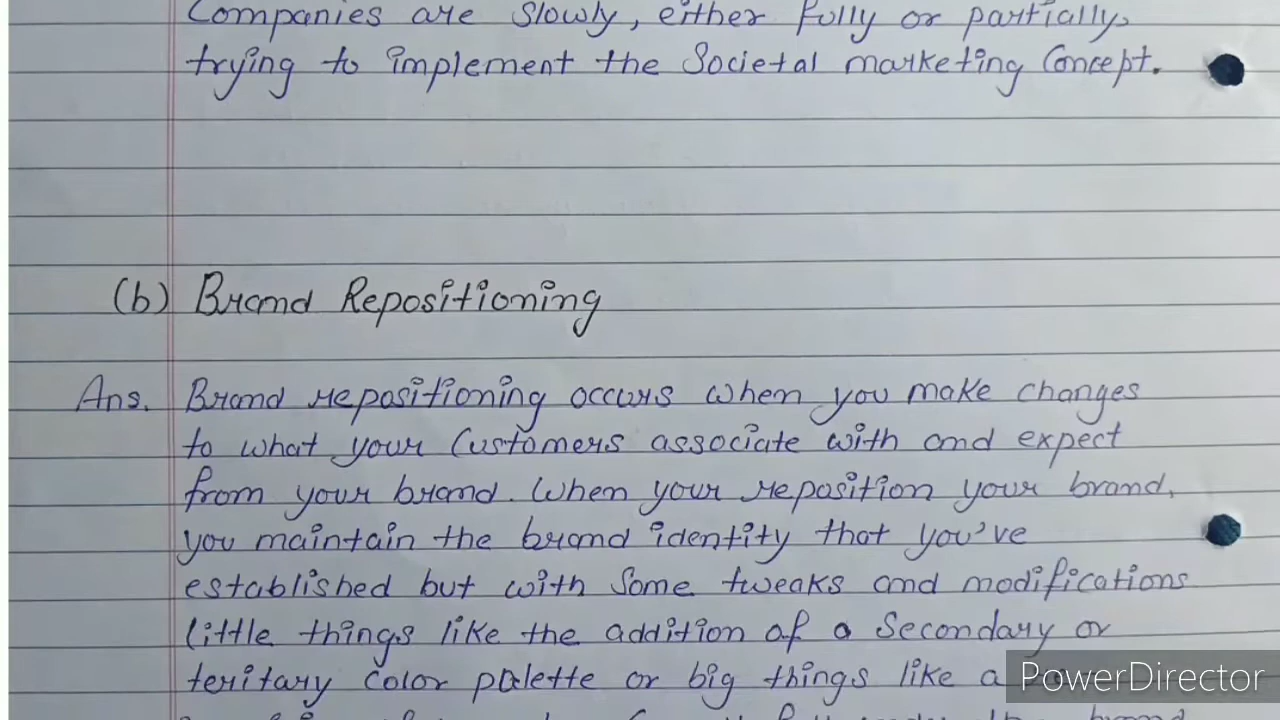 Companies are slowly, either fully or partially,
trying to implement the Societal marketing Concept.
(b) Brand Repositioning
Ans. Brand repositioning occurs when you make changes
to what your Customers associate with and expect
from your brand. When your reposition your brand,
you maintain the brand identity that you've
established but with Some tweaks and modifications
Little things like the addition of a Secondary or
teritary Color palette or big things like a
PowerDirector